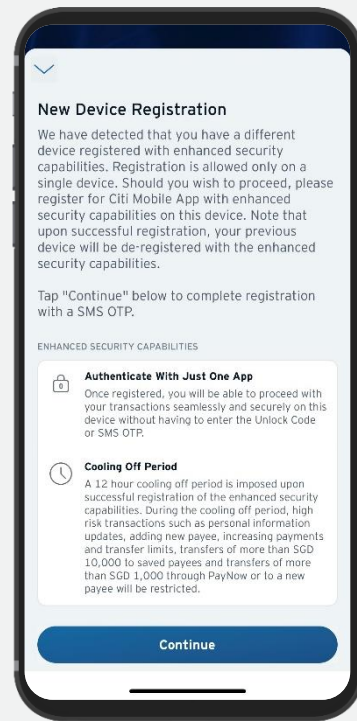 New Device Registration
We have detected that you have a different
device registered with enhanced security
capabilities. Registration is allowed only on a
single device. Should you wish to proceed, please
register for Citi Mobile App with enhanced
security capabilities on this device. Note that
upon successful registration, your previous
device will be de-registered with the enhanced
security capabilities.
Tap "Continue" below to complete registration
with a SMS OTP.
ENHANCED SECURITY CAPABILITIES
Authenticate With Just One App
Once registered, you will be able to proceed with
your transactions seamlessly and securely on this
device without having to enter the Unlock Code
or SMS OTP.
Cooling Off Period
A 12 hour cooling off period is imposed upon
successful registration of the enhanced security
capabilities. During the cooling off period, high
risk transactions such as personal information
updates, adding new payee, increasing payments
and transfer limits, transfers of more than SGD
10,000 to saved payees and transfers of more
than SGD 1,000 through PayNow or to a new
payee will be restricted.
Continue